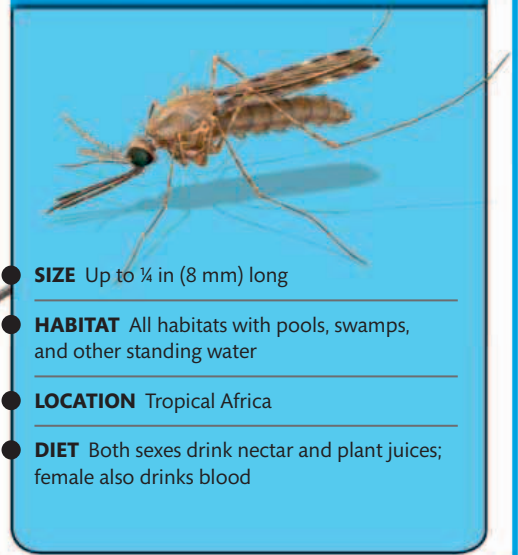 SIZE Up to ¼ in (8 mm) long
HABITAT All habitats with pools, swamps,
and other standing water
LOCATION Tropical Africa
DIET Both sexes drink nectar and plant juices;
female also drinks blood